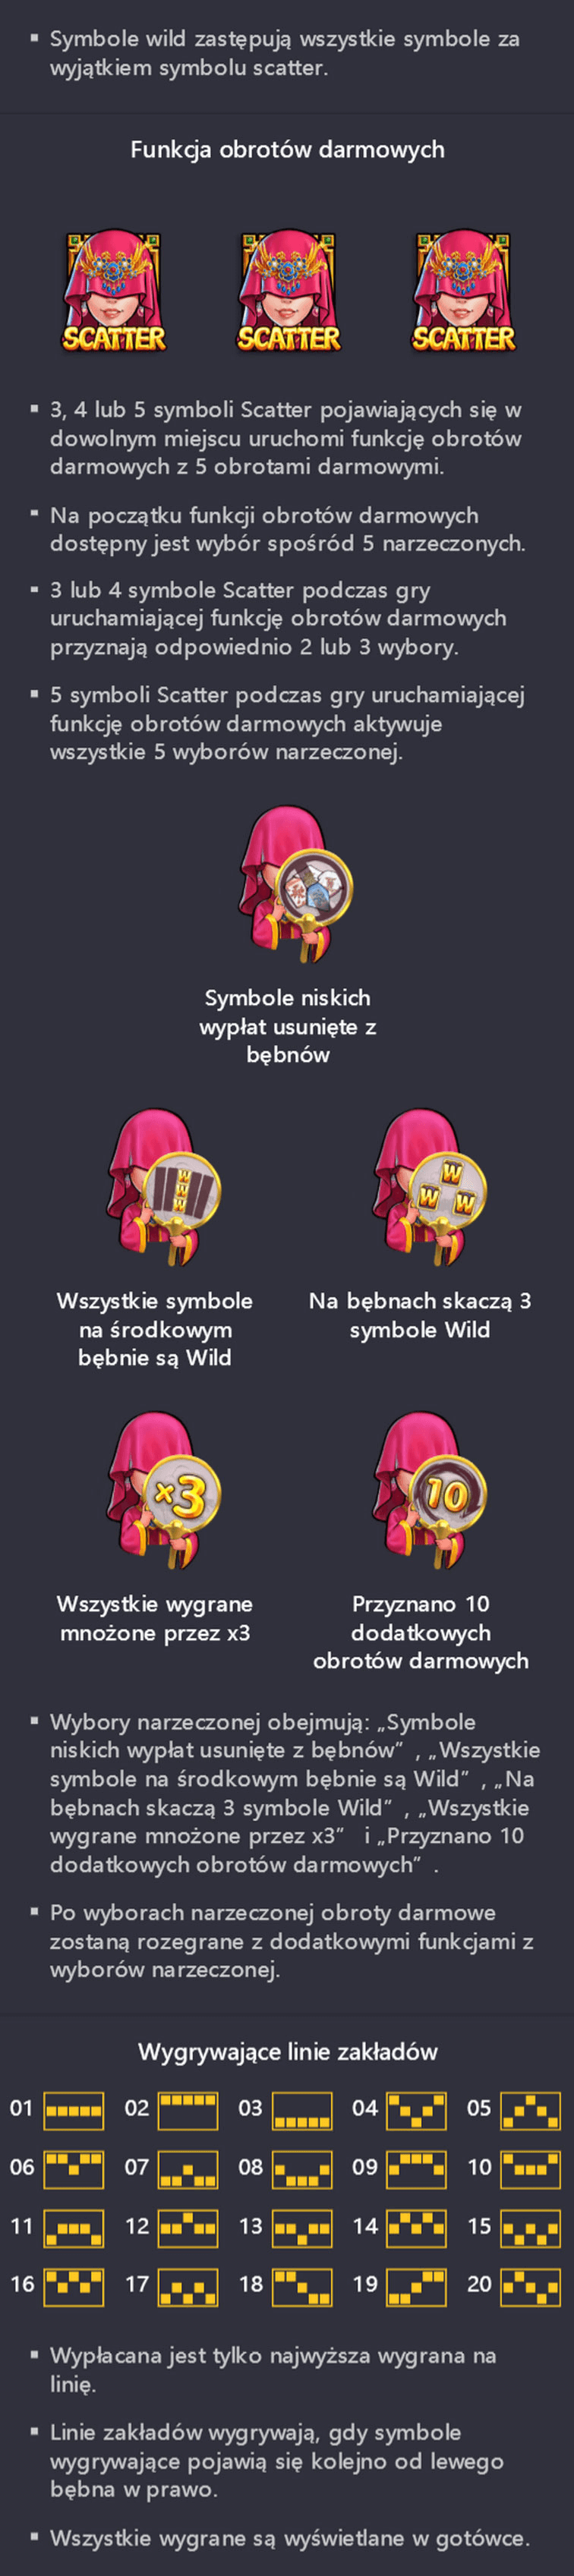 Symbole wild zastępują wszystkie symbole za
wyjątkiem symbolu scatter.
Funkcja obrotów darmowych
SCATTER SCATTER SCATTER
3, 4 lub 5 symboli Scatter pojawiających się w
dowolnym miejscu uruchomi funkcję obrotów
darmowych z 5 obrotami darmowymi.
Na początku funkcji obrotów darmowych
dostępny jest wybór spośród 5 narzeczonych.
3 lub 4 symbole Scatter podczas gry
uruchamiającej funkcję obrotów darmowych
przyznają odpowiednio 2 lub 3 wybory.
5 symboli Scatter podczas gry uruchamiającej
funkcję obrotów darmowych aktywuje
wszystkie 5 wyborów narzeczonej.
Symbole niskich
wypłat usunięte z
bębnów
W W W
W
W W
Wszystkie symbole
na środkowym
bębnie są Wild
Na bębnach skaczą 3
symbole Wild
x3
10
Wszystkie wygrane
mnożone przez x3
Przyznano 10
dodatkowych
obrotów darmowych
Wybory narzeczonej obejmują: „Symbole
niskich wypłat usunięte z bębnów” , „Wszystkie
symbole na środkowym bębnie są Wild” , „Na
bębnach skaczą 3 symbole Wild” , „Wszystkie
wygrane mnożone przez x3” i „Przyznano 10
dodatkowych obrotów darmowych” .
Po wyborach narzeczonej obroty darmowe
zostaną rozegrane z dodatkowymi funkcjami z
wyborów narzeczonej.
Wygrywające linie zakładów
01 02 03 04 05
06 07 08 09 10
11 12 13 14 15
16 17 18 19 20
Wypłacana jest tylko najwyższa wygrana na
linię.
Linie zakładów wygrywają, gdy symbole
wygrywające pojawią się kolejno od lewego
bębna w prawo.
Wszystkie wygrane są wyświetlane w gotówce.